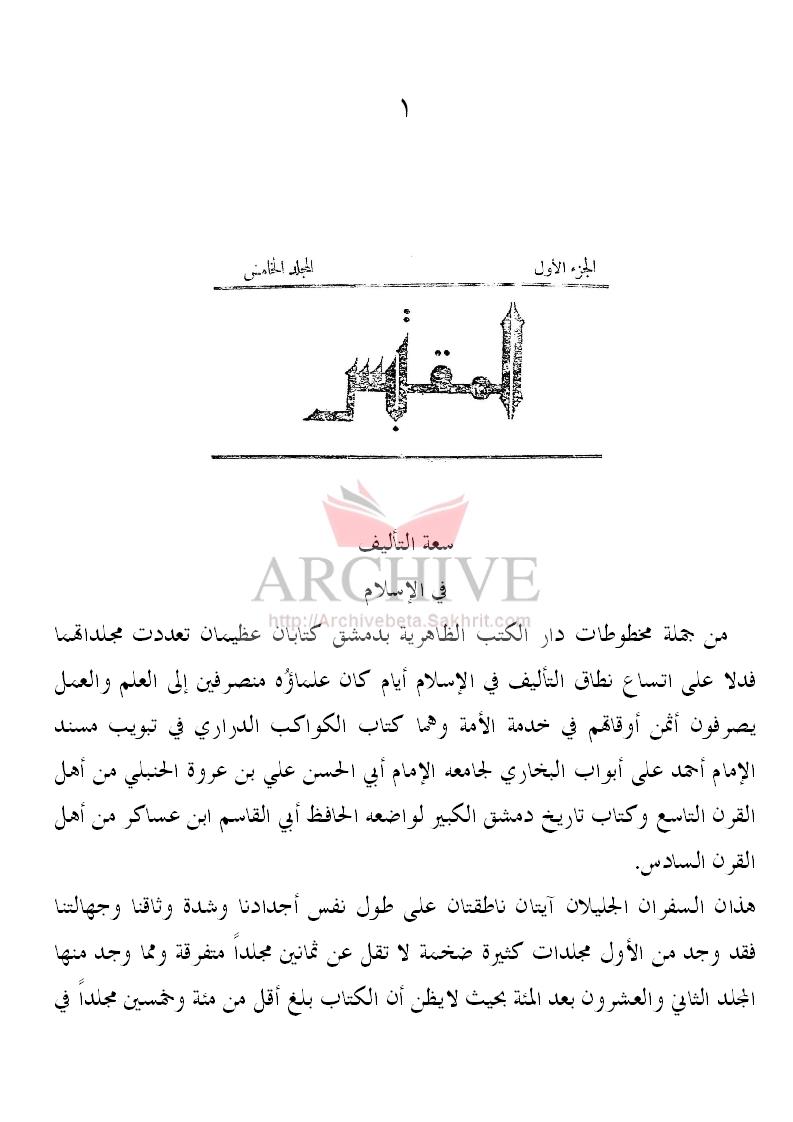 ١
الجزء الأول المجلد الخامس
المقتبس
سعة التأليف
ARCHIVE
في الإسلام
http://Archivebeta.Sakhrit.com
من جملة مخطوطات دار الكتب الظاهرية بدمشق كتابان عظيمان تعددت مجلداتهما
فدلا على اتساع نطاق التأليف في الإسلام أيام كان علماؤُه منصرفين إلى العلم والعمل
يصرفون أثمن أوقاتهم في خدمة الأمة وهما كتاب الكواكب الدراري في تبويب مسند
الإمام أحمد على أبواب البخاري لجامعه الإمام أبي الحسن علي بن عروة الحنبلي من أهل
القرن التاسع وكتاب تاريخ دمشق الكبير لواضعه الحافظ أبي القاسم ابن عساكر من أهل
القرن السادس.
هذان السفران الجليلان آيتان ناطقتان على طول نفس أجدادنا وشدة وثاقنا وجهالتنا
فقد وجد من الأول مجلدات كثيرة ضخمة لا تقل عن ثمانين مجلداً متفرقة ومما وجد منها
المجلد الثاني والعشرون بعد المئة بحيث لايظن أن الكتاب بلغ أقل من مئة وخمسين مجلداً في